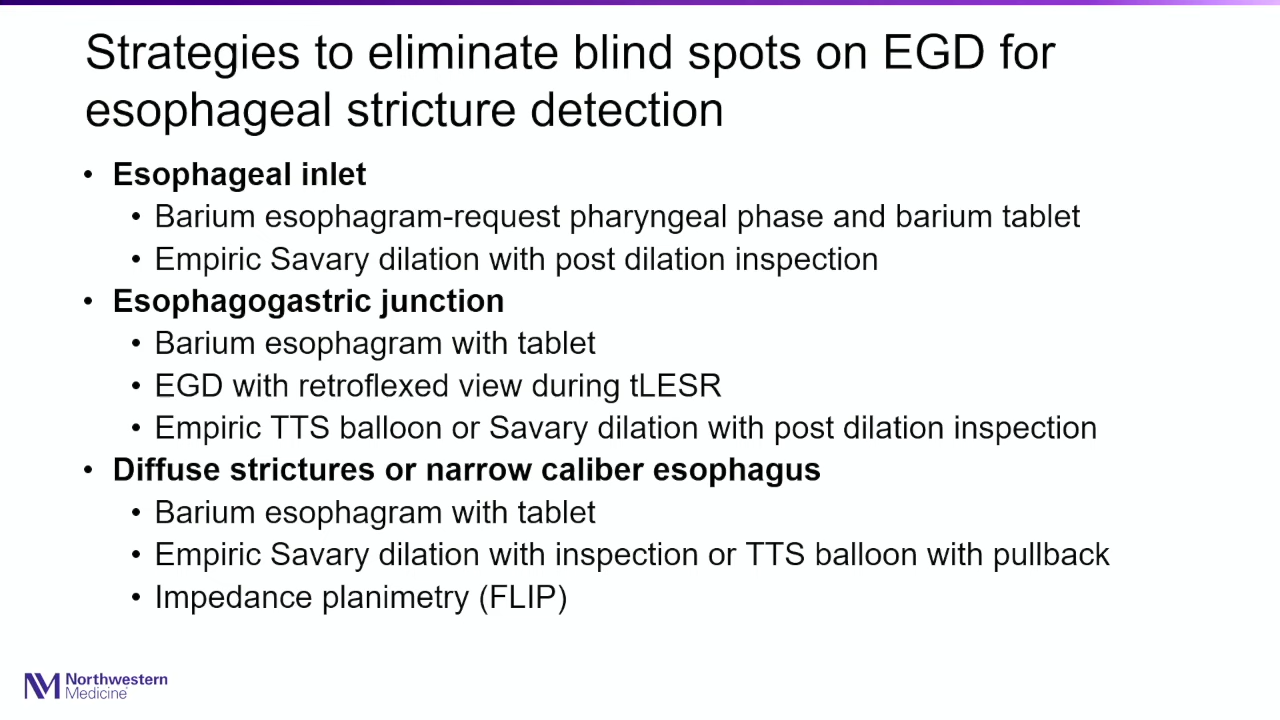 Strategies to eliminate blind spots on EGD for
esophageal stricture detection
• Esophageal inlet
• Barium esophagram-request pharyngeal phase and barium tablet
• Empiric Savary dilation with post dilation inspection
• Esophagogastric junction
• Barium esophagram with tablet
• EGD with retroflexed view during tLESR
• Empiric TTS balloon or Savary dilation with post dilation inspection
• Diffuse strictures or narrow caliber esophagus
• Barium esophagram with tablet
• Empiric Savary dilation with inspection or TTS balloon with pullback
• Impedance planimetry (FLIP)
NM Northwestern
Medicine